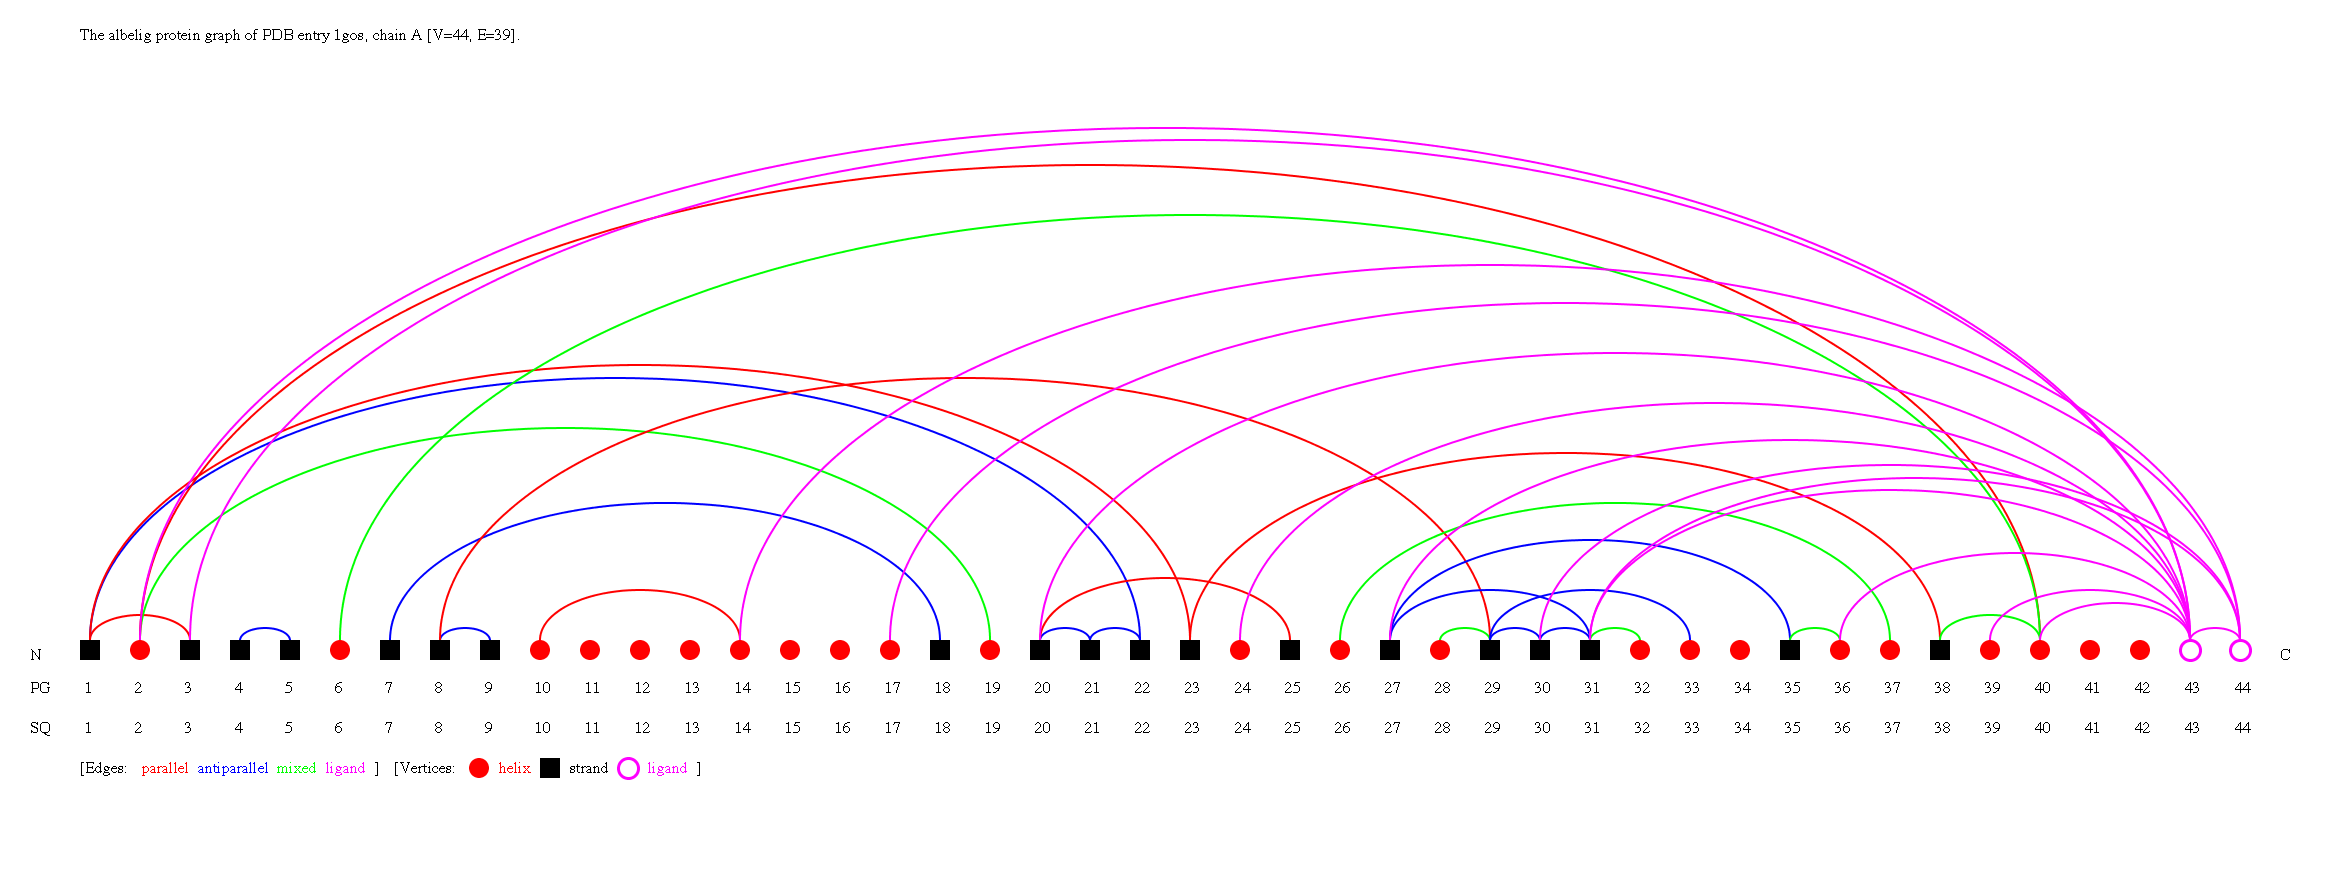 The albelig protein graph of PDB entry 1gos, chain A [V=44, E=39].
N C
PG 1 2 3 4 5 6 7 8 9 10 11 12 13 14 15 16 17 18 19 20 21 22 23 24 25 26 27 28 29 30 31 32 33 34 35 36 37 38 39 40 41 42 43 44
SQ 1 2 3 4 5 6 7 8 9 10 11 12 13 14 15 16 17 18 19 20 21 22 23 24 25 26 27 28 29 30 31 32 33 34 35 36 37 38 39 40 41 42 43 44
[Edges: parallel antiparallel mixed ligand ] [Vertices: helix strand ligand ]